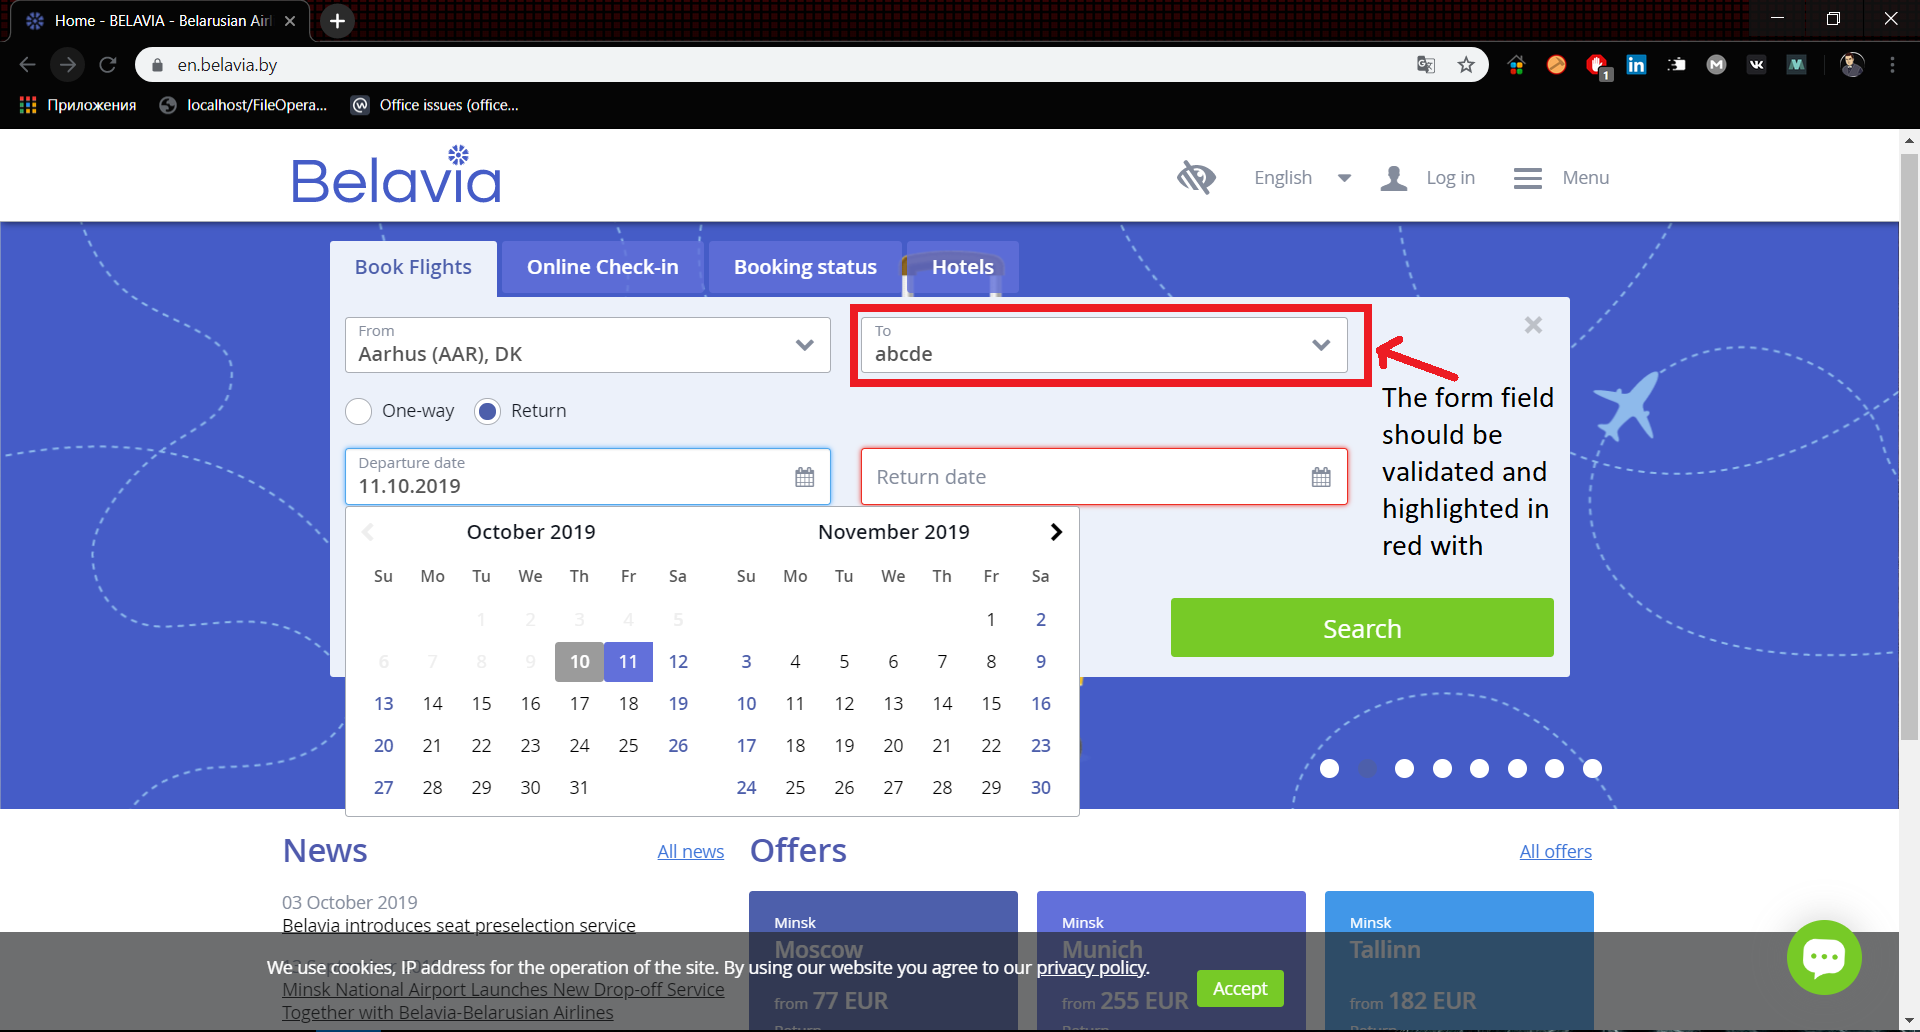 Home - BELAVIA - Belarusian Airl
en.belavia.by
1
Приложения
localhost/FileOpera...
Office issues (office...
Belavia
English
Log in
Menu
Book Flights
Online Check-in
Booking status
Hotels
From
Aarhus (AAR), DK
To
abcde
One-way
Return
The form field
should be
validated and
highlighted in
red with
Departure date
11.10.2019
Return date
October 2019
November 2019
Su Mo Tu We Th Fr Sa
Su Mo Tu We Th Fr Sa
1 2 3 4 5
1 2
6 7 8 9 10 11 12
3 4 5 6 7 8 9
13 14 15 16 17 18 19
10 11 12 13 14 15 16
20 21 22 23 24 25 26
17 18 19 20 21 22 23
27 28 29 30 31
24 25 26 27 28 29 30
Search
News
All news
Offers
All offers
03 October 2019
Belavia introduces seat preselection service
Minsk National Airport Launches New Drop-off Service
Together with Belavia-Belarusian Airlines
Minsk
Moscow
from 77 EUR
Return
Minsk
Munich
from 255 EUR
Return
Minsk
Tallinn
from 182 EUR
Return
We use cookies, IP address for the operation of the site. By using our website you agree to our privacy policy.
Accept